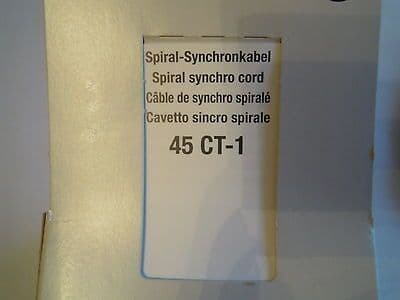 Spiral-Synchronkabel
Spiral synchro cord
Câble de synchro spiralé
Cavetto sincro spirale
45 CT-1